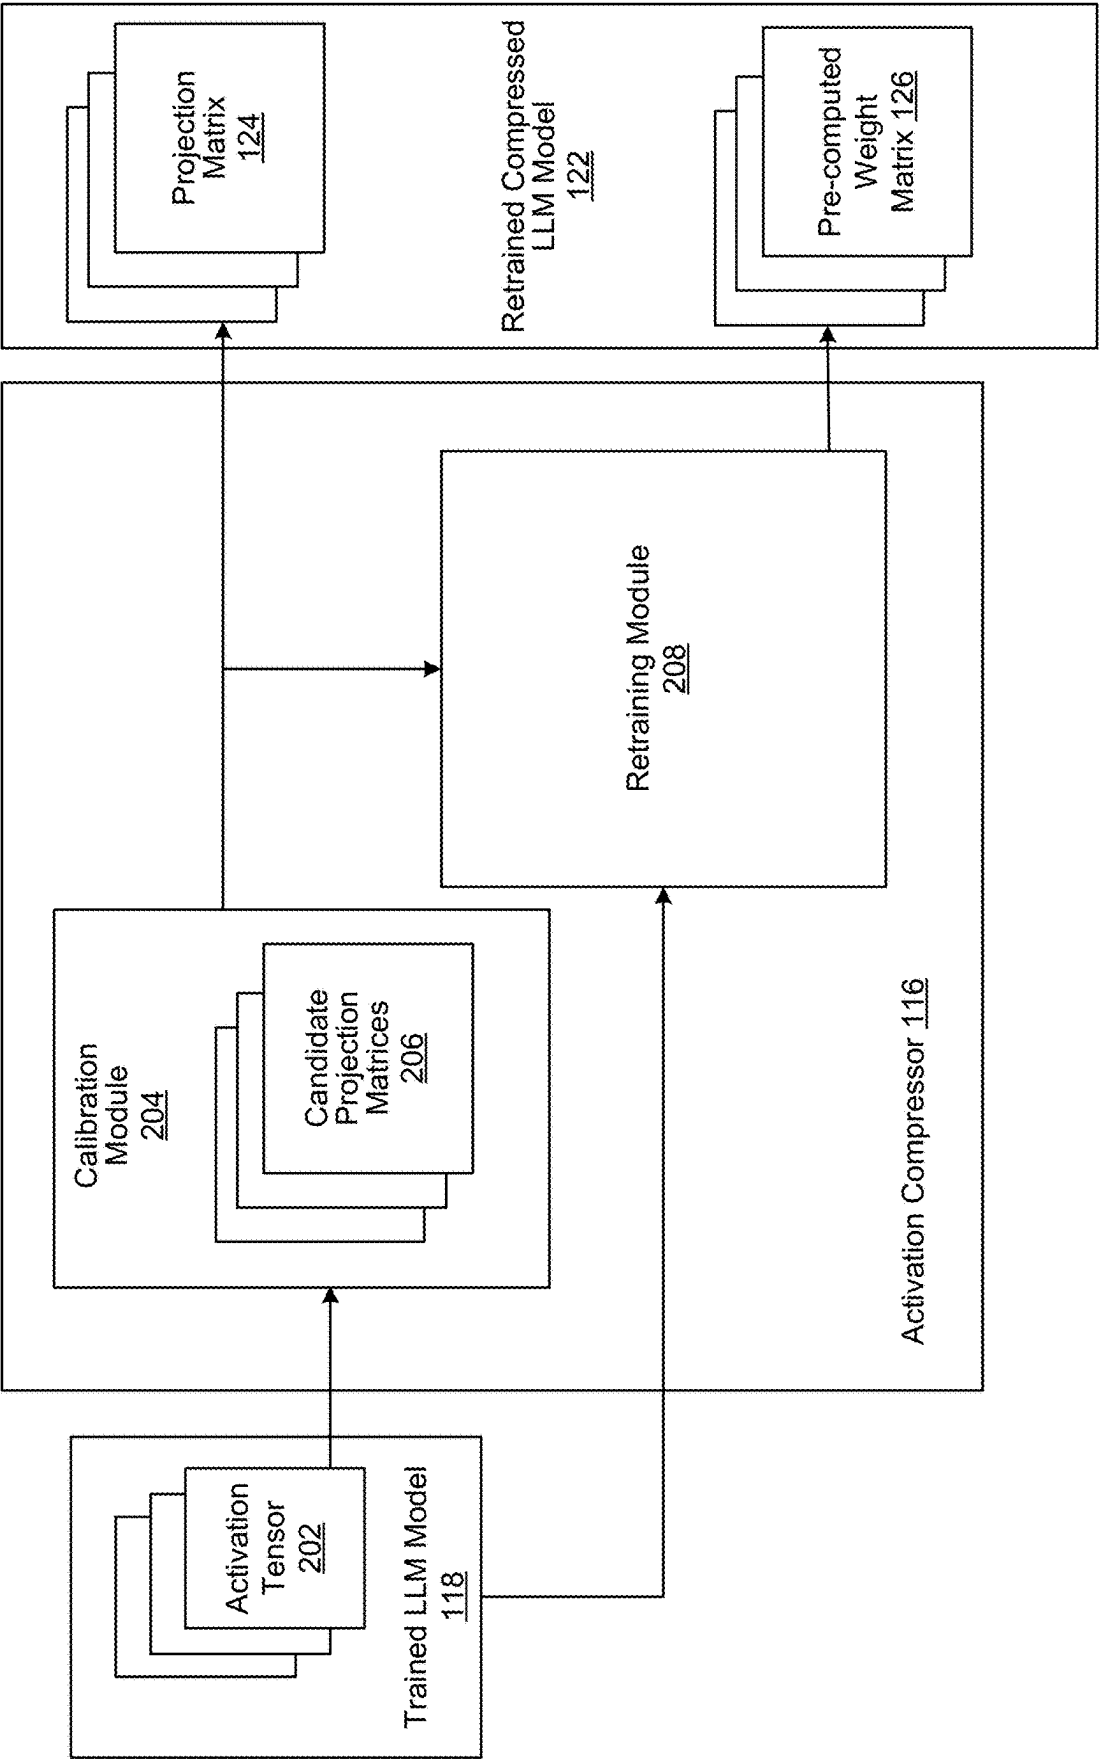 Activation
Tensor
202
Trained LLM Model
118
Calibration
Module
204
Candidate
Projection
Matrices
206
Retraining Module
208
Activation Compressor 116
Projection
Matrix
124
Retrained Compressed
LLM Model
122
Pre-computed
Weight
Matrix 126